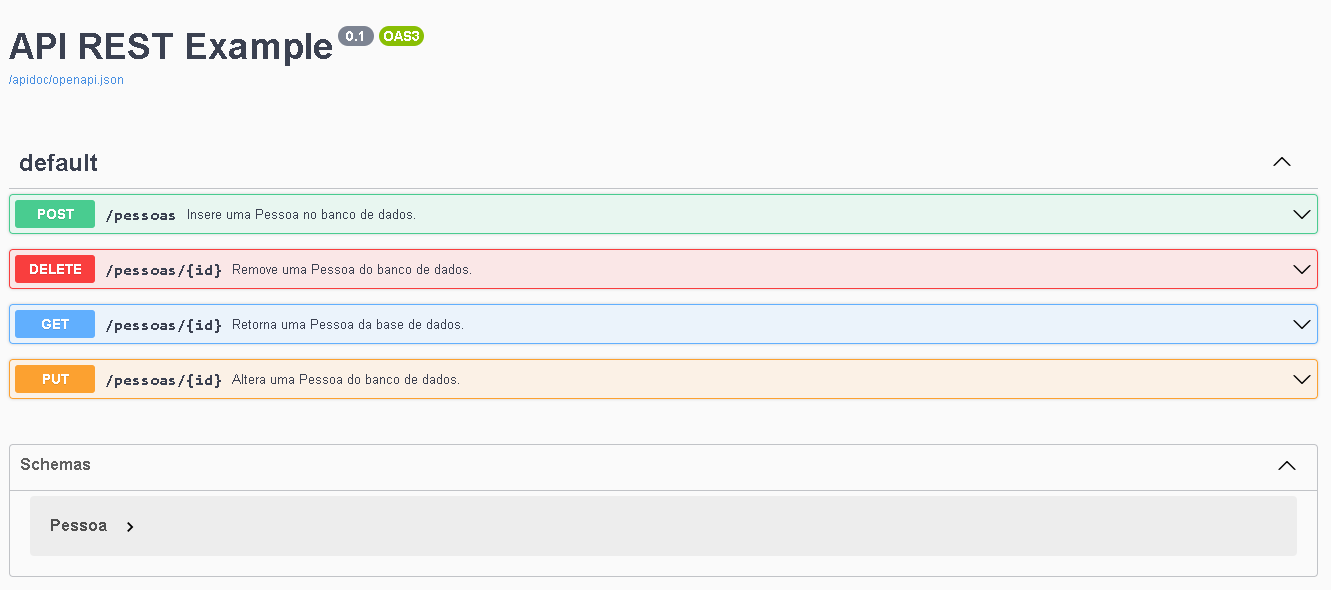 API REST Example 0.1 OAS3
/apidoc/openapi.json
default
POST /pessoas Insere uma Pessoa no banco de dados.
DELETE /pessoas/{id} Remove uma Pessoa do banco de dados.
GET /pessoas/{id} Retorna uma Pessoa da base de dados.
PUT /pessoas/{id} Altera uma Pessoa do banco de dados.
Schemas
Pessoa